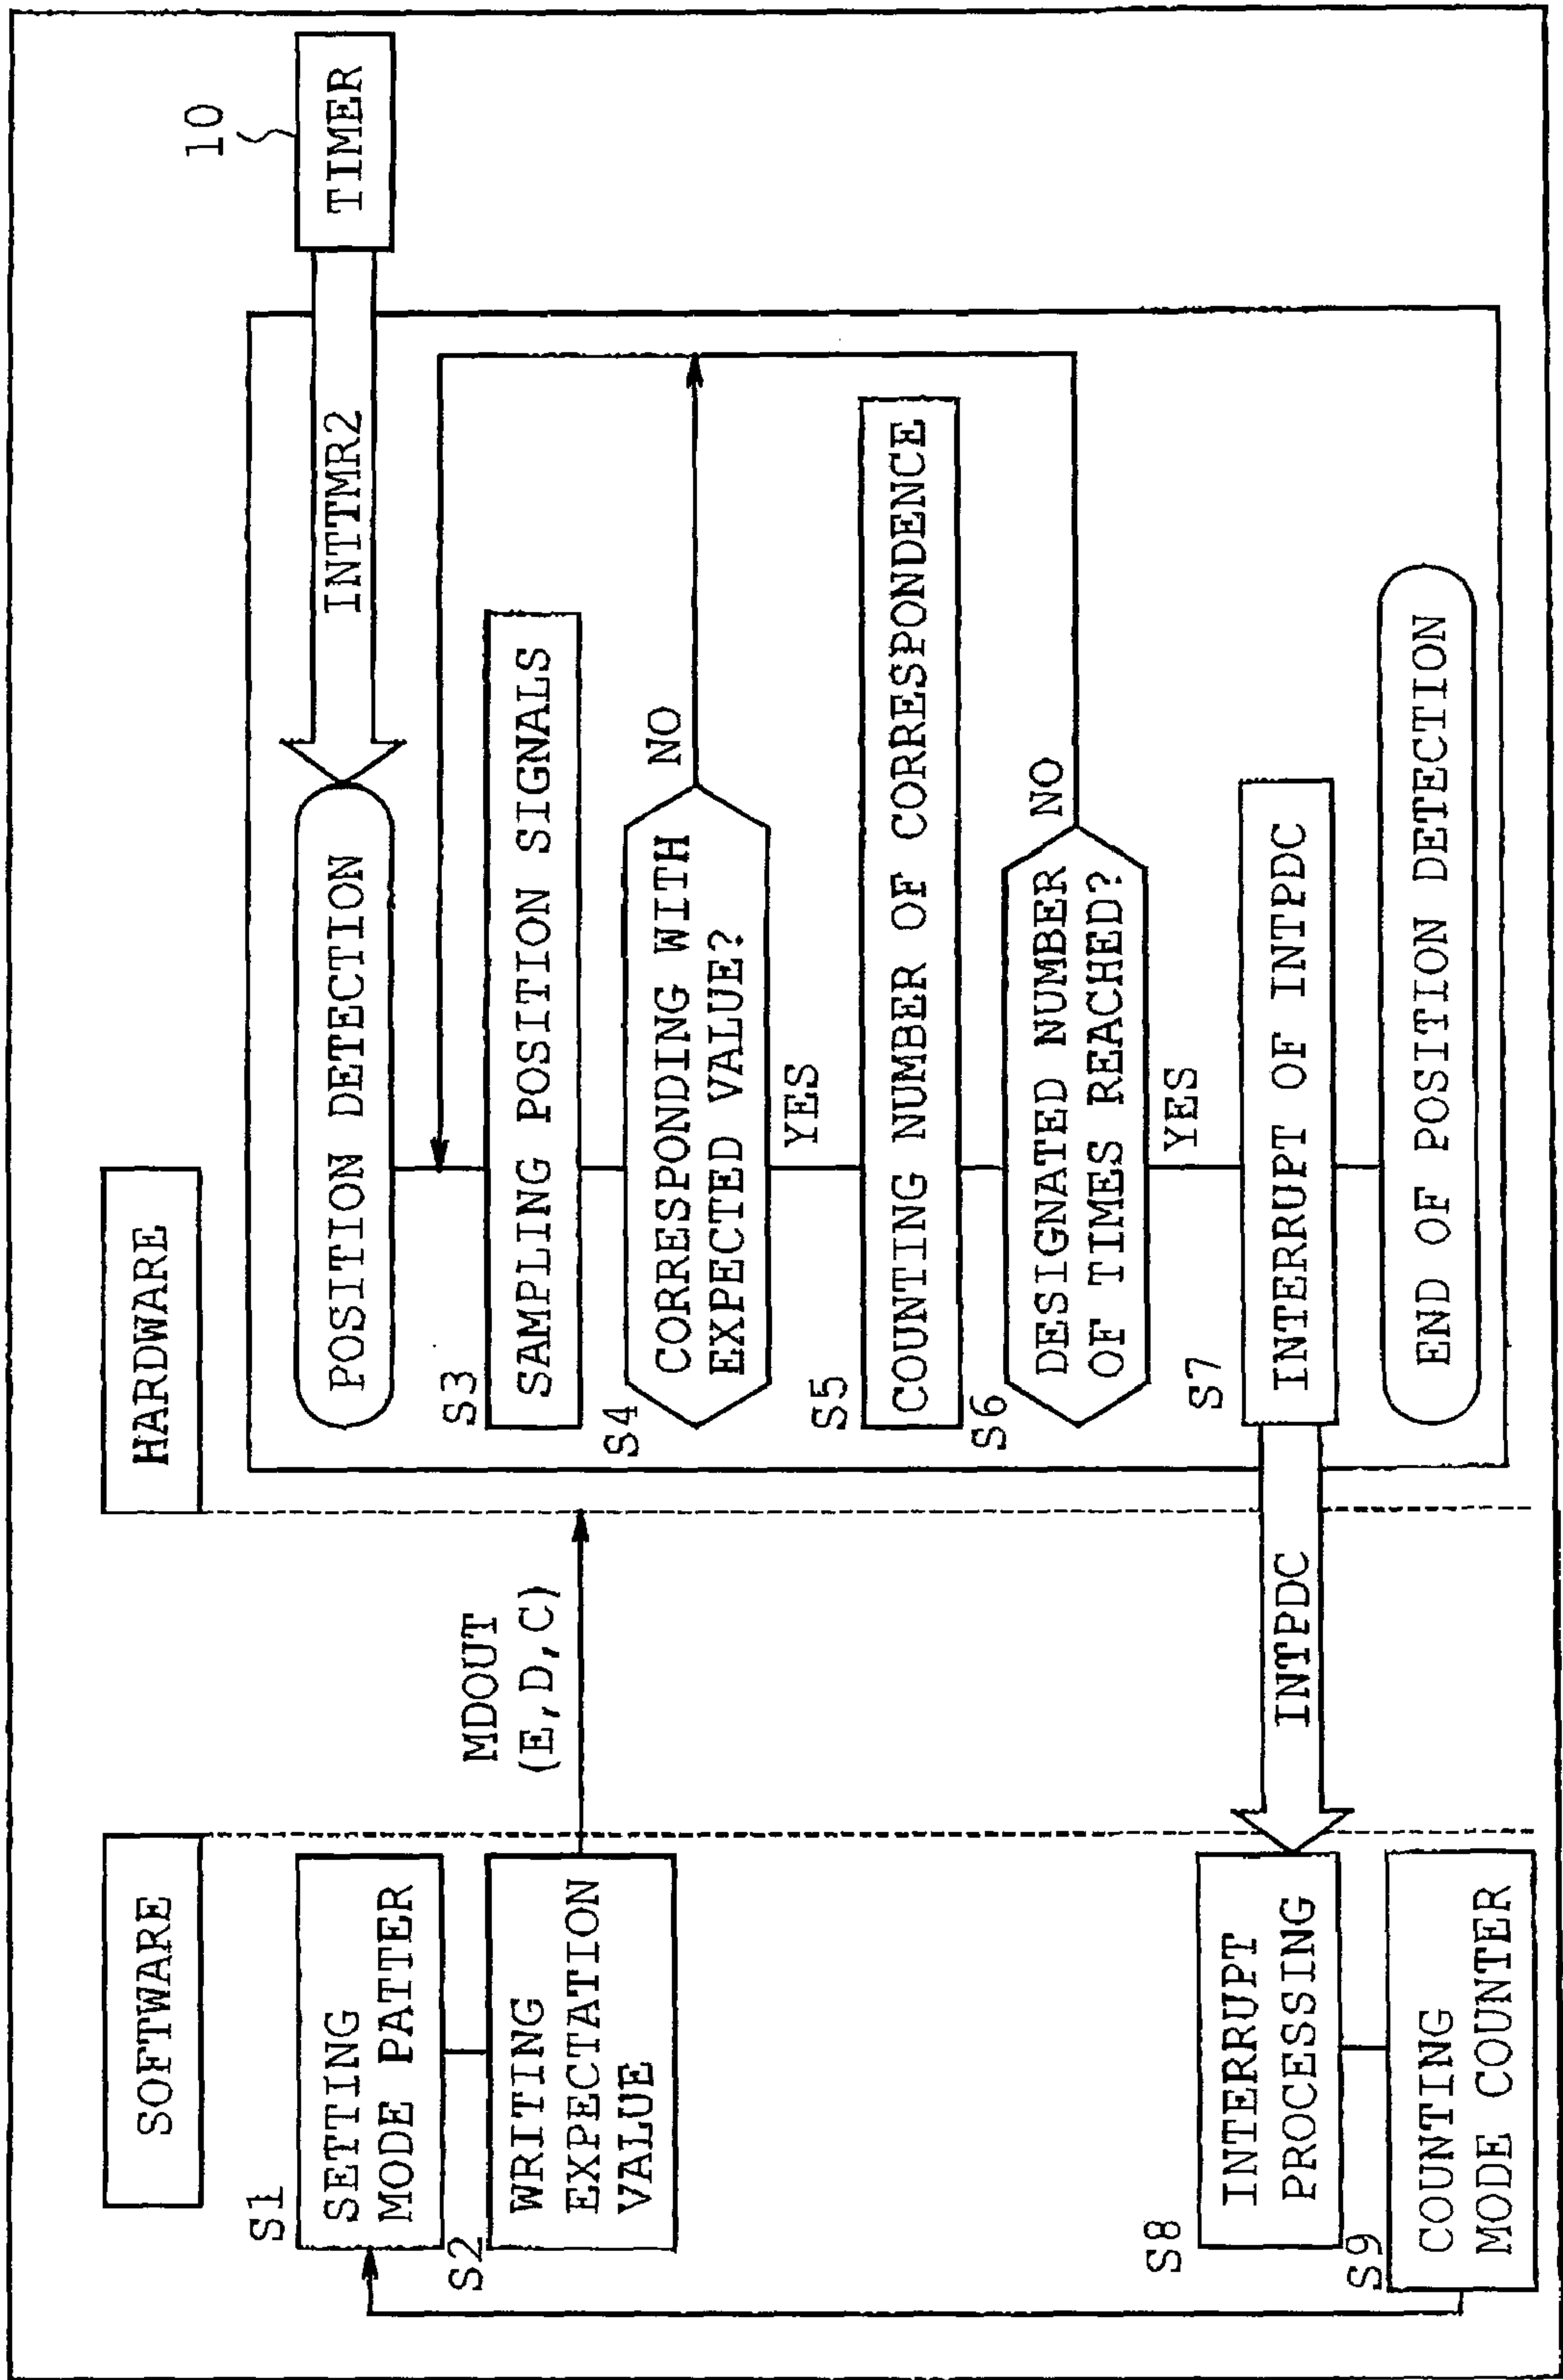 SOFTWARE
S1
SETTING
MODE PATTER
S2
WRITING
EXPECTATION
VALUE
MDOUT
(E,D,C)
HARDWARE
10
TIMER
INTTMR2
POSITION DETECTION
S3
SAMPLING POSITION SIGNALS
S4
CORRESPONDING WITH
EXPECTED VALUE?
NO
YES
S5
COUNTING NUMBER OF CORRESPONDENCE
S6
DESIGNATED NUMBER
OF TIMES REACHED?
NO
YES
S7
INTERRUPT OF INTPDC
END OF POSITION DETECTION
INTPDC
S8
INTERRUPT
PROCESSING
S9
COUNTING
MODE COUNTER